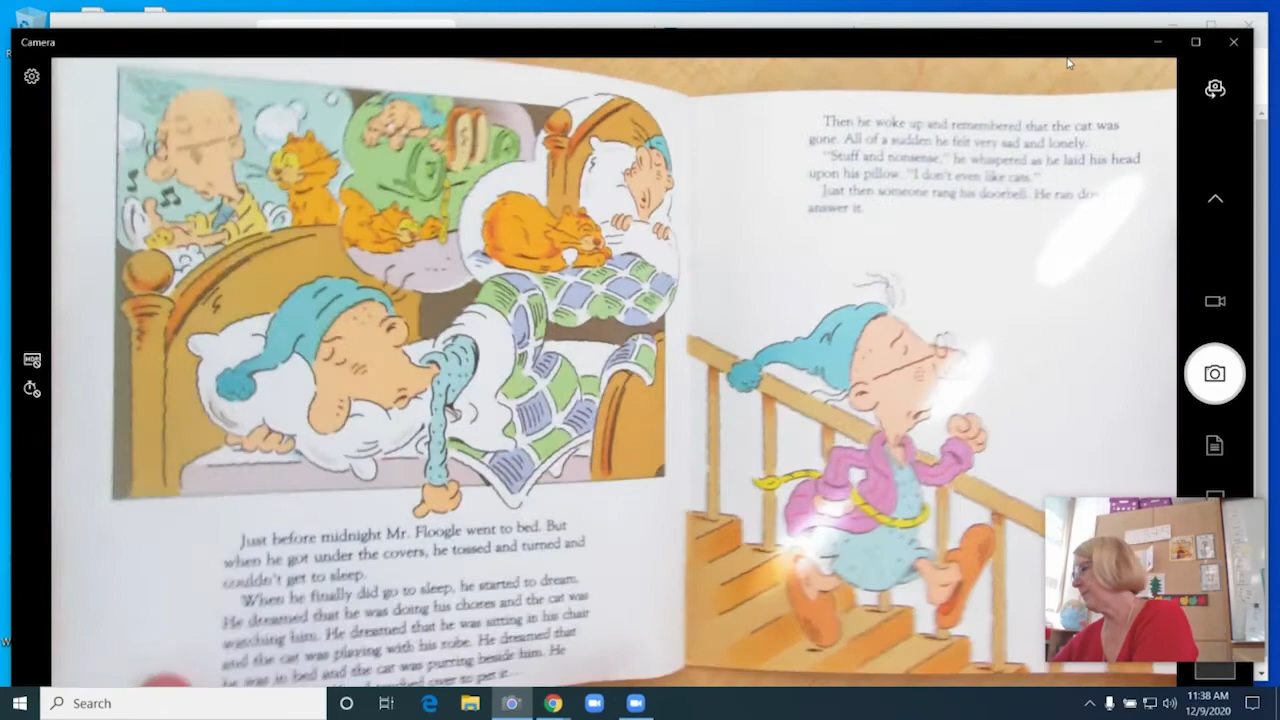 Camera
Just before midnight Mr. Floogle went to bed. But
when he got under the covers, he tossed and turned and
couldn't get to sleep.
When he finally did go to sleep, he started to dream.
He dreamed that he was doing his chores and the cat was
watching him. He dreamed that he was sitting in his chair
and the cat was playing with his robe. He dreamed that
he was in bed and the cat was purring beside him. He
over to pet it
Then he woke up and remembered that the cat was
gone. All of a sudden he felt very sad and lonely.
"Stuff and nonsense," he whispered as he laid his head
upon his pillow. "I don't even like cats."
Just then someone rang his doorbell. He ran
answer it.
Search
11:38 AM
12/9/2020